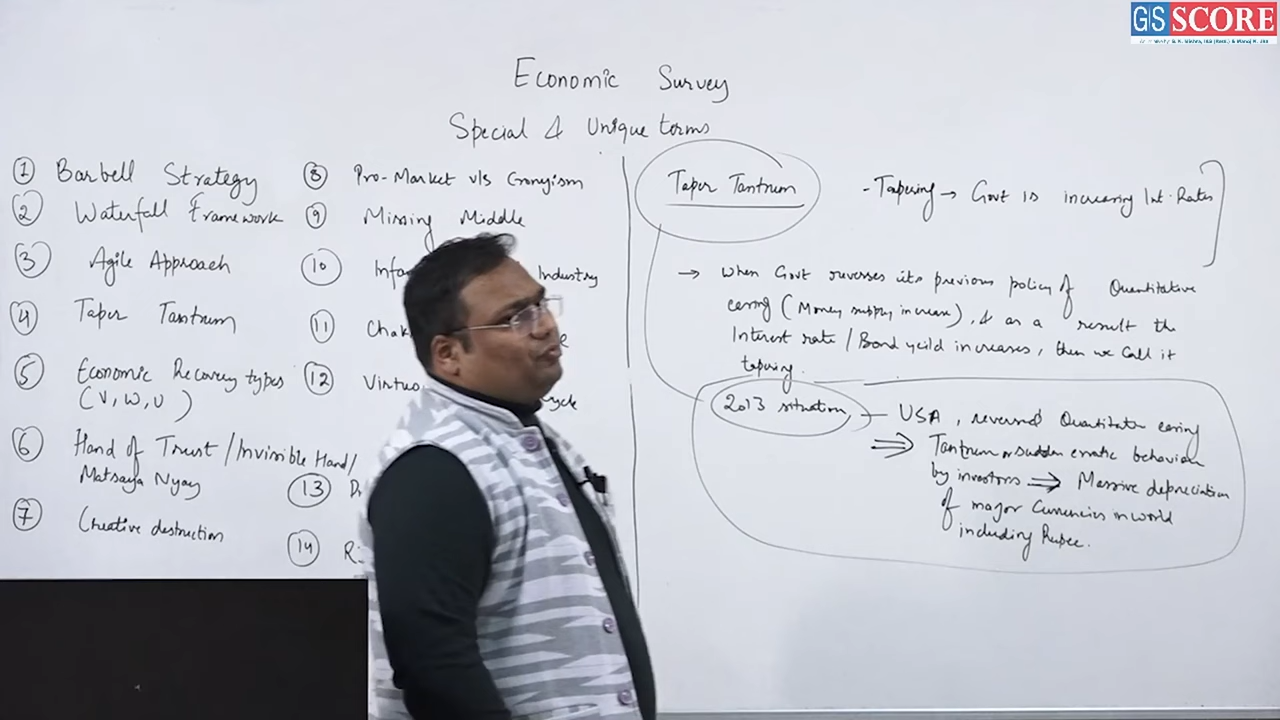 GS SCORE
Economic Survey
Special & Unique terms
① Barbell Strategy
② Waterfall Framework
③ Agile Approach
④ Taper Tantrum
⑤ Economic Recovery types
(V, W, U)
⑥ Hand of Trust / Invisible Hand /
Matsaya Nyay
⑦ Creative destruction
⑧ Pro-Market v/s Cronyism
⑨ Missing Middle
⑩ Industry
⑪
⑫ Virtuo
⑬
⑭
Taper Tantrum
- Tapering → Govt is increasing Int. Rates
→ When Govt reverses its previous policy of Quantitative
easing (Money supply increase), & as a result the
Interest rate / Bond yeild increases, then we call it
tapering.
2013 situation — USA, reversed Quantitative easing
⇒ Tantrum or sudden erratic behaviour
by investors ⇒ Massive depreciation
of major Currencies in world
including Rupee.